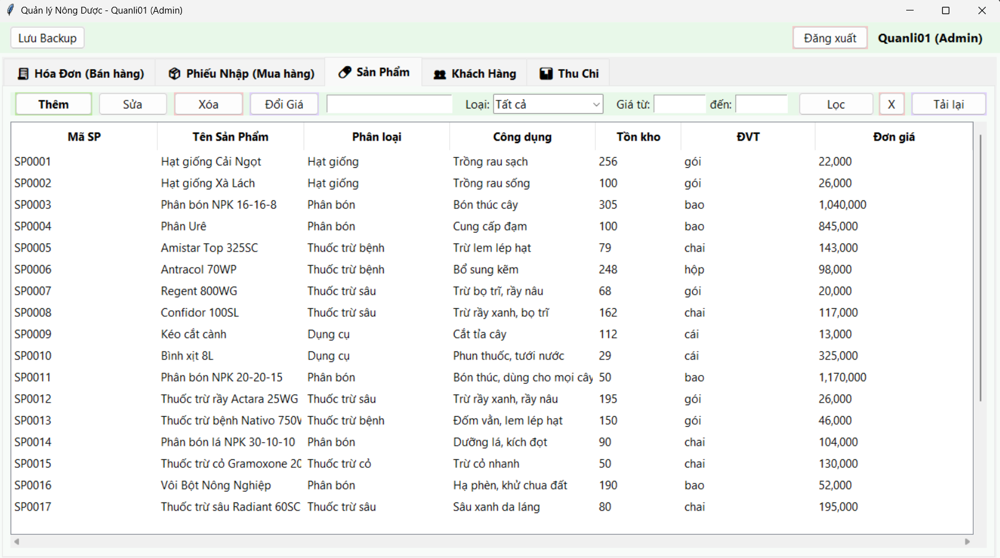 Quản lý Nông Dược - Quanli01 (Admin)
Lưu Backup Đăng xuất Quanli01 (Admin)
Hóa Đơn (Bán hàng) Phiếu Nhập (Mua hàng) Sản Phẩm Khách Hàng Thu Chi
Thêm Sửa Xóa Đổi Giá Loại: Tất cả Giá từ: đến: Lọc X Tải lại
Mã SP Tên Sản Phẩm Phân loại Công dụng Tồn kho ĐVT Đơn giá
SP0001 Hạt giống Cải Ngọt Hạt giống Trồng rau sạch 256 gói 22,000
SP0002 Hạt giống Xà Lách Hạt giống Trồng rau sống 100 gói 26,000
SP0003 Phân bón NPK 16-16-8 Phân bón Bón thúc cây 305 bao 1,040,000
SP0004 Phân Urê Phân bón Cung cấp đạm 100 bao 845,000
SP0005 Amistar Top 325SC Thuốc trừ bệnh Trừ lem lép hạt 79 chai 143,000
SP0006 Antracol 70WP Thuốc trừ bệnh Bổ sung kẽm 248 hộp 98,000
SP0007 Regent 800WG Thuốc trừ sâu Trừ bọ trĩ, rầy nâu 68 gói 20,000
SP0008 Confidor 100SL Thuốc trừ sâu Trừ rầy xanh, bọ trĩ 162 chai 117,000
SP0009 Kéo cắt cành Dụng cụ Cắt tỉa cây 112 cái 13,000
SP0010 Bình xịt 8L Dụng cụ Phun thuốc, tưới nước 29 cái 325,000
SP0011 Phân bón NPK 20-20-15 Phân bón Bón thúc, dùng cho mọi cây 50 bao 1,170,000
SP0012 Thuốc trừ rầy Actara 25WG Thuốc trừ sâu Trừ rầy xanh, rầy nâu 195 gói 26,000
SP0013 Thuốc trừ bệnh Nativo 750 Thuốc trừ bệnh Đốm vằn, lem lép hạt 150 gói 46,000
SP0014 Phân bón lá NPK 30-10-10 Phân bón Dưỡng lá, kích đọt 90 chai 104,000
SP0015 Thuốc trừ cỏ Gramoxone 20 Thuốc trừ cỏ Trừ cỏ nhanh 50 chai 130,000
SP0016 Vôi Bột Nông Nghiệp Phân bón Hạ phèn, khử chua đất 190 bao 52,000
SP0017 Thuốc trừ sâu Radiant 60SC Thuốc trừ sâu Sâu xanh da láng 80 chai 195,000